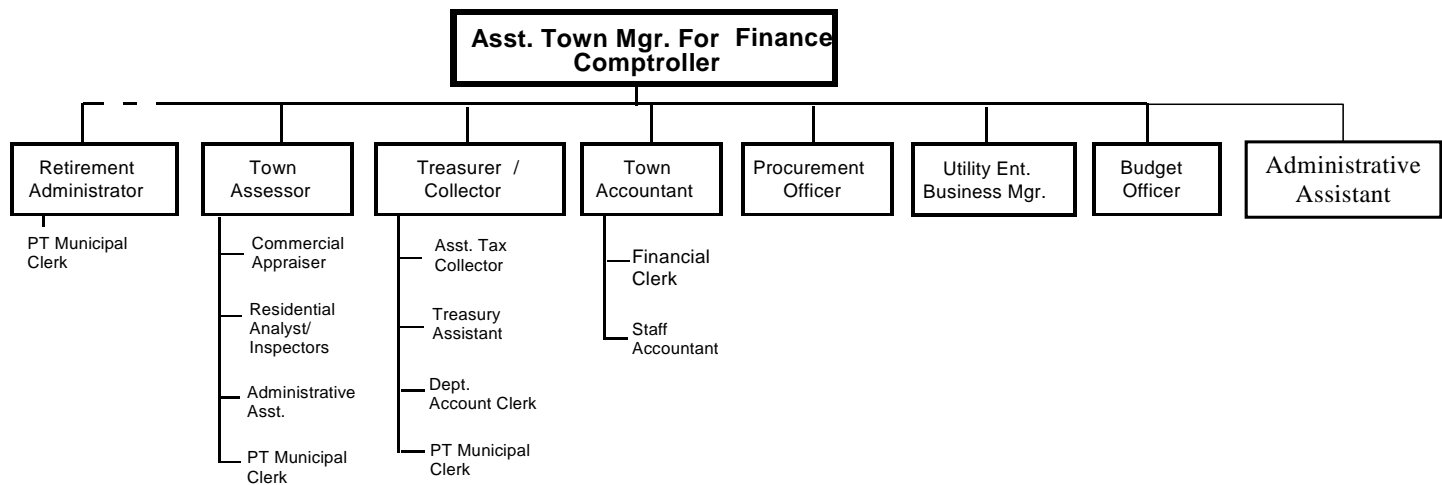 Asst. Town Mgr. For Finance
Comptroller
Retirement
Administrator
Town
Assessor
Treasurer /
Collector
Town
Accountant
Procurement
Officer
Utility Ent.
Business Mgr.
Budget
Officer
Administrative
Assistant
PT Municipal
Clerk
Commercial
Appraiser
Residential
Analyst/
Inspectors
Administrative
Asst.
PT Municipal
Clerk
Asst. Tax
Collector
Treasury
Assistant
Dept.
Account Clerk
PT Municipal
Clerk
Financial
Clerk
Staff
Accountant